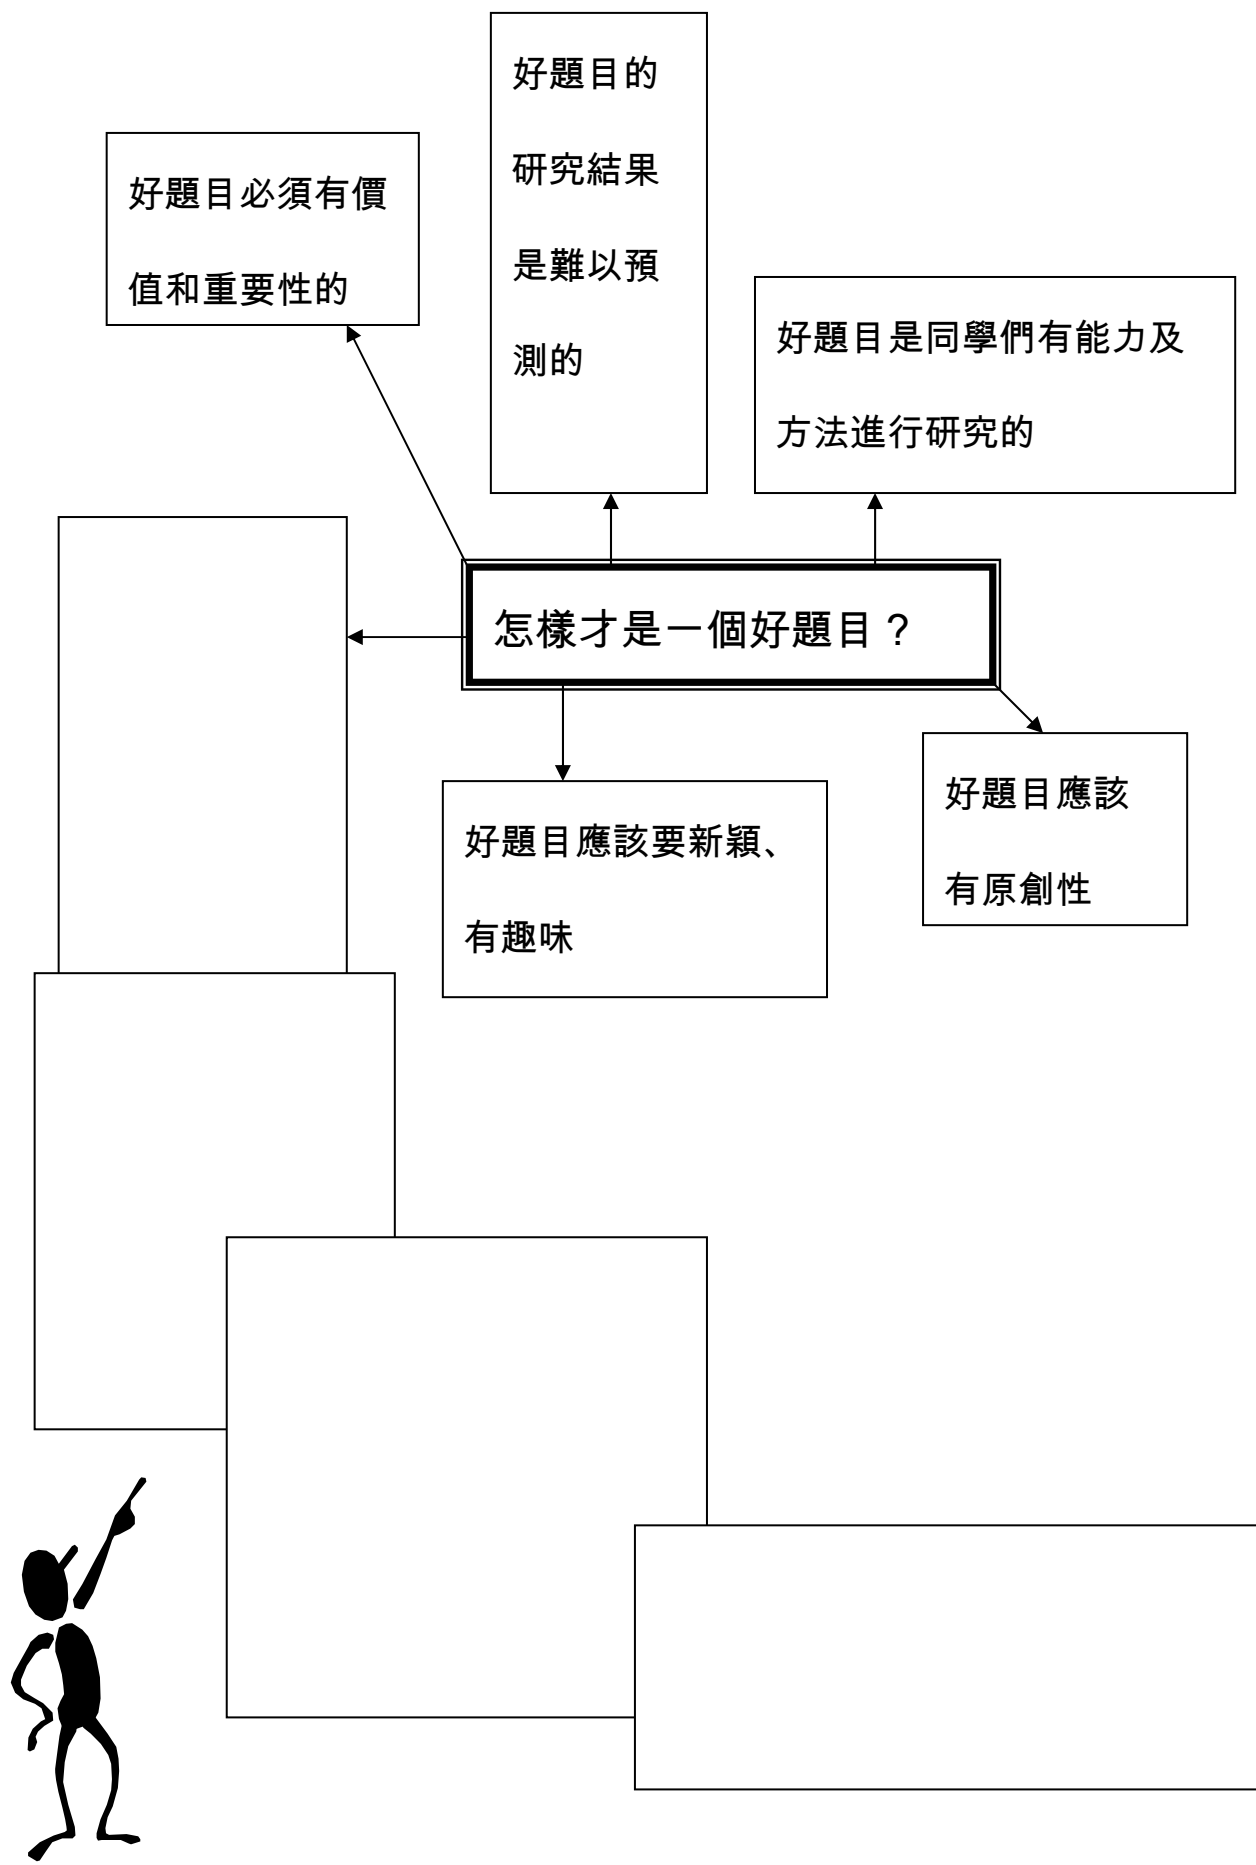 好題目的
研究結果
是難以預
測的
好題目必須有價
值和重要性的
好題目是同學們有能力及
方法進行研究的
怎樣才是一個好題目？
好題目應該要新穎、
有趣味
好題目應該
有原創性